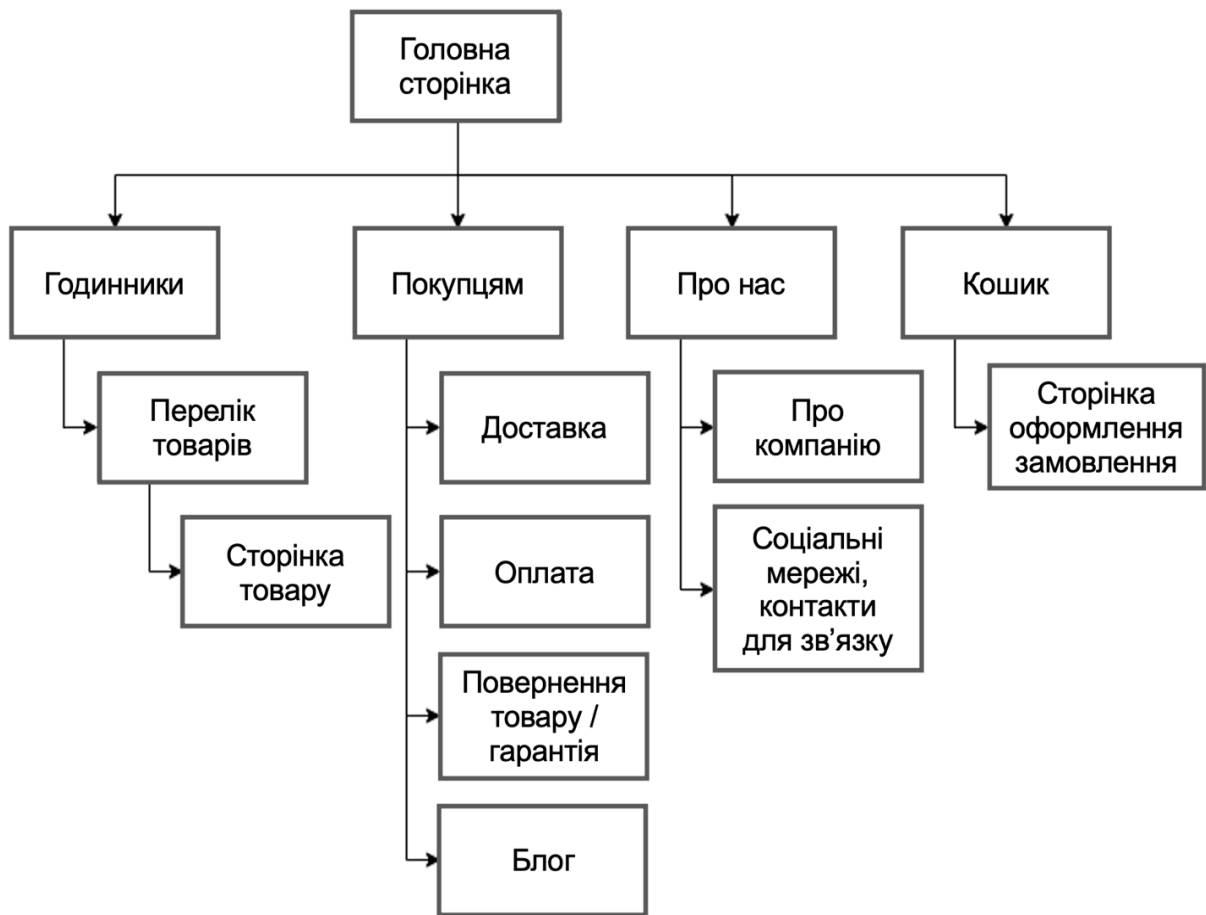 Головна
сторінка
Годинники
Покупцям
Про нас
Кошик
Перелік
товарів
Сторінка
товару
Доставка
Оплата
Повернення
товару /
гарантія
Блог
Про
компанію
Соціальні
мережі,
контакти
для зв’язку
Сторінка
оформлення
замовлення